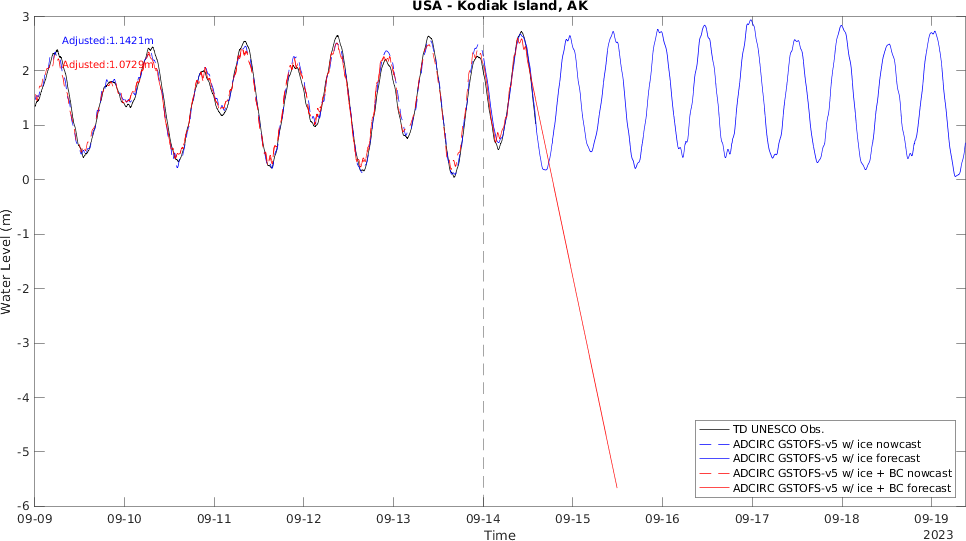 USA - Kodiak Island, AK
Adjusted:1.1421m
Adjusted:1.0729m
3
2
1
0
-1
-2
-3
-4
-5
-6
Water Level (m)
TD UNESCO Obs.
ADCIRC GSTOFS-v5 w/ ice nowcast
ADCIRC GSTOFS-v5 w/ ice forecast
ADCIRC GSTOFS-v5 w/ ice + BC nowcast
ADCIRC GSTOFS-v5 w/ ice + BC forecast
09-09 09-10 09-11 09-12 09-13 09-14 09-15 09-16 09-17 09-18 09-19
Time
2023